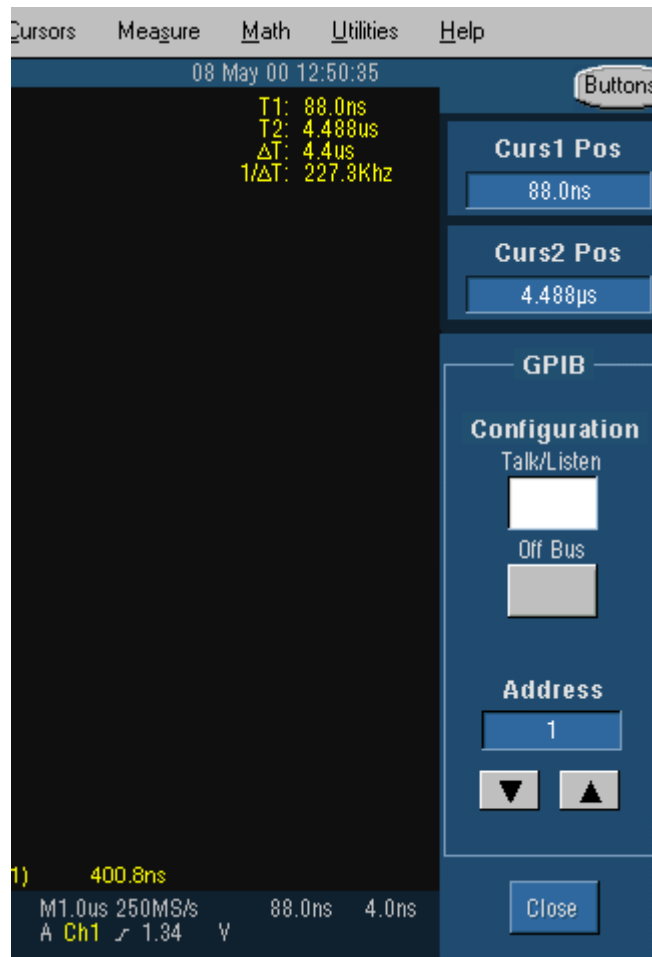 Cursors Measure Math Utilities Help
08 May 00 12:50:35
Buttons
T1: 88.0ns
T2: 4.488us
ΔT: 4.4us
1/ΔT: 227.3Khz
Curs1 Pos
88.0ns
Curs2 Pos
4.488µs
GPIB
Configuration
Talk/Listen
Off Bus
Address
1
Close
1) 400.8ns
M1.0us 250MS/s 88.0ns 4.0ns
A Ch1 1.34 V